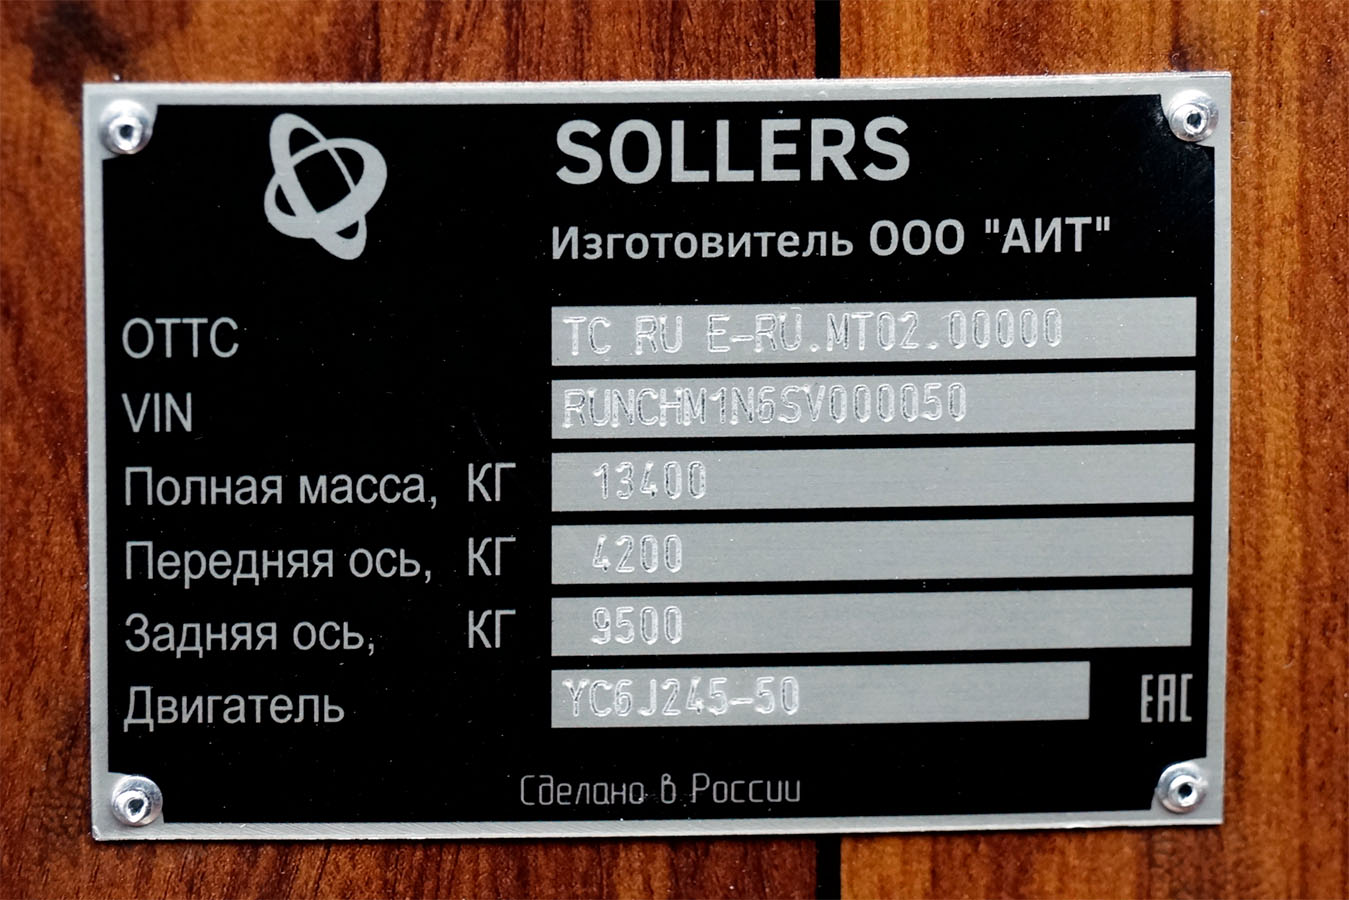 SOLLERS
Изготовитель ООО "АИТ"
ОТТС TC RU E-RU.MT02.00000
VIN RUNCHM1N6SV000050
Полная масса, КГ 13400
Передняя ось, КГ 4200
Задняя ось, КГ 9500
Двигатель YC6J245-50
EAC
Сделано в России